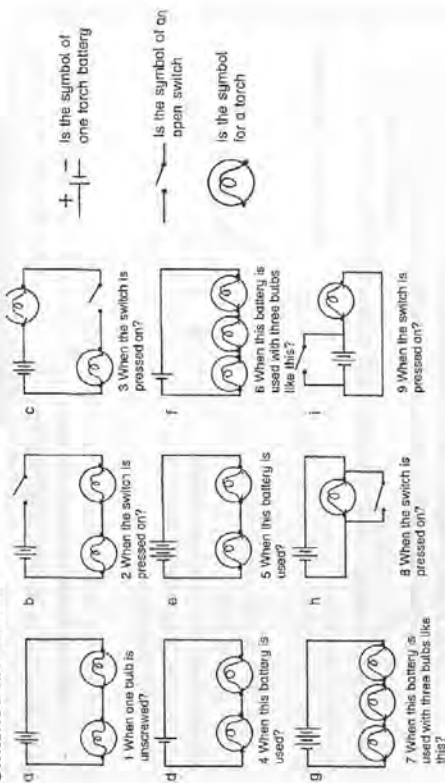 a
1 When one bulb is
unscrewed?
b
2 When the switch is
pressed on?
c
3 When the switch is
pressed on?
d
4 When this battery is
used?
e
5 When this battery is
used?
f
6 When this battery is
used with three bulbs
like this?
g
7 When this battery is
used with three bulbs like
this?
h
8 When the switch is
pressed on?
i
9 When the switch is
pressed on?
+ –
Is the symbol of
one torch battery
Is the symbol of an
open switch
Is the symbol
for a torch